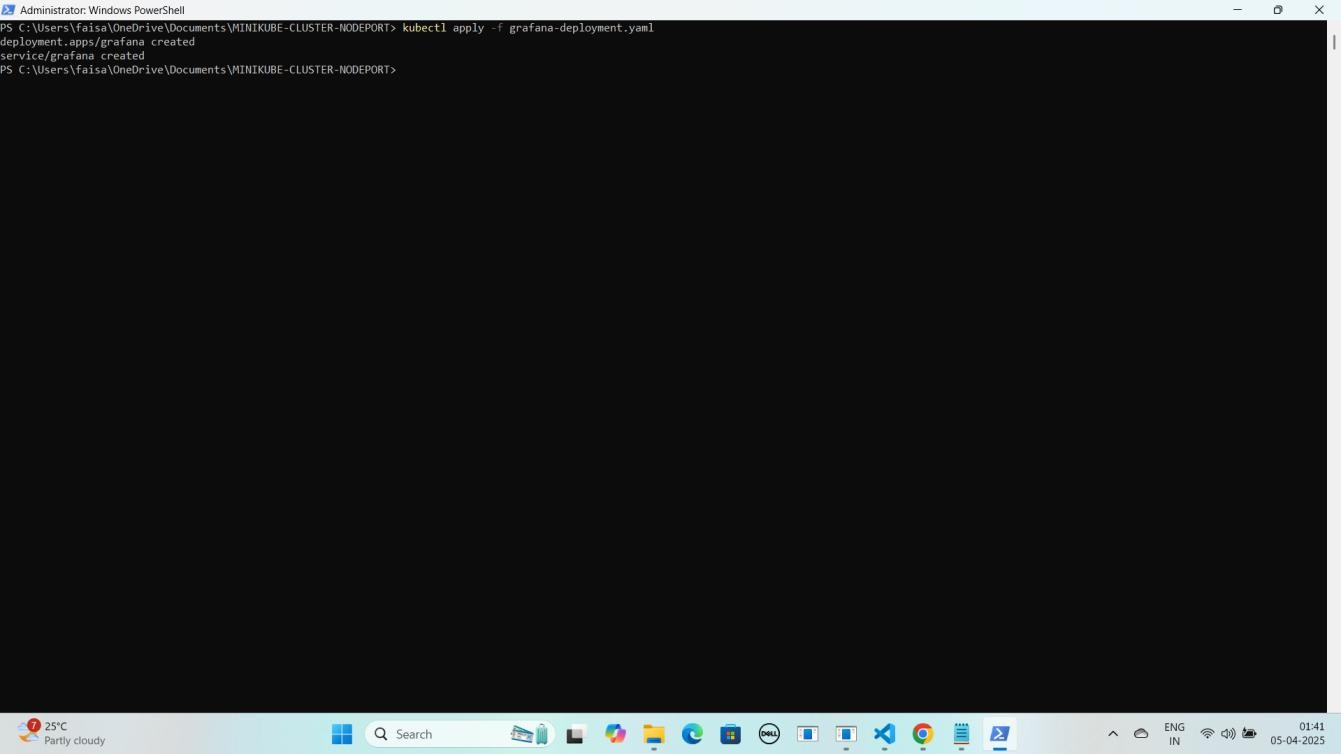 Administrator: Windows PowerShell
PS C:\Users\faisa\OneDrive\Documents\MINIKUBE-CLUSTER-NODEPORT> kubectl apply -f grafana-deployment.yaml
deployment.apps/grafana created
service/grafana created
PS C:\Users\faisa\OneDrive\Documents\MINIKUBE-CLUSTER-NODEPORT>
7
25°C
Partly cloudy
Search
DELL
ENG
IN
01:41
05-04-2025